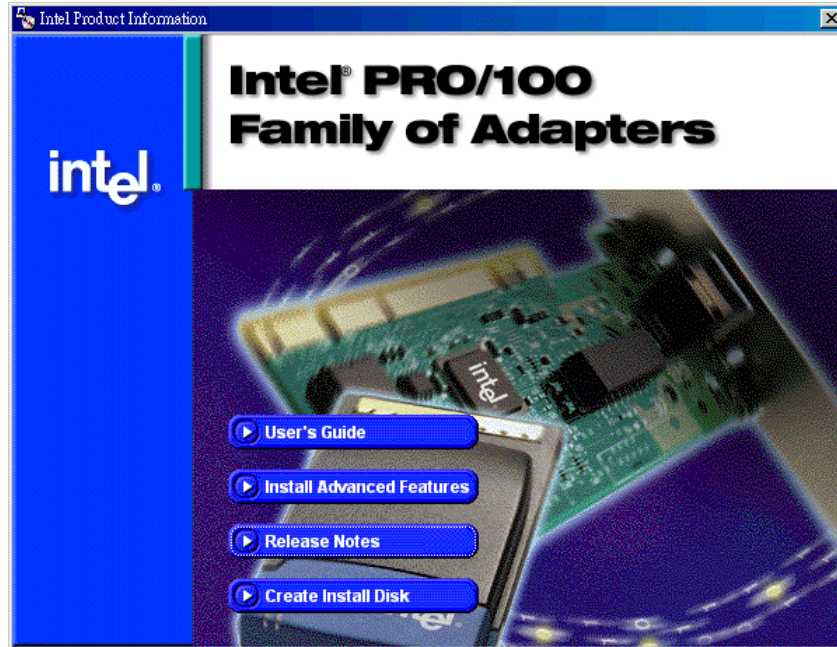 Intel Product Information
Intel® PRO/100
Family of Adapters
intel®
intel
User's Guide
Install Advanced Features
Release Notes
Create Install Disk